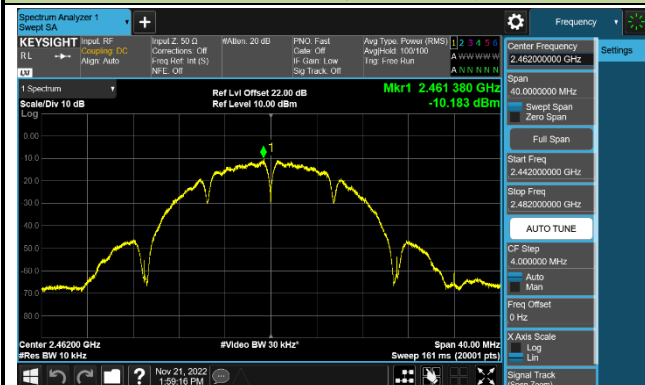 Spectrum Analyzer 1
Swept SA
+
Frequency
KEYSIGHT
RL
LXI
Input: RF
Coupling: DC
Align: Auto
Input Z: 50 Ω
Corrections: Off
Freq Ref: Int (S)
NFE: Off
#Atten: 20 dB
PNO: Fast
Gate: Off
IF Gain: Low
Sig Track: Off
Avg Type: Power (RMS)
Avg|Hold: 100/100
Trig: Free Run
1 2 3 4 5 6
A W W W W W
A N N N N N
Center Frequency
2.462000000 GHz
Settings
Span
40.0000000 MHz
Swept Span
Zero Span
Full Span
Start Freq
2.442000000 GHz
Stop Freq
2.482000000 GHz
AUTO TUNE
CF Step
4.000000 MHz
Auto
Man
Freq Offset
0 Hz
X Axis Scale
Log
Lin
Signal Track
(Span Zoom)
1 Spectrum
Scale/Div 10 dB
Log
Ref Lvl Offset 22.00 dB
Ref Level 10.00 dBm
Mkr1 2.461 380 GHz
-10.183 dBm
1
0.00
-10.0
-20.0
-30.0
-40.0
-50.0
-60.0
-70.0
-80.0
Center 2.46200 GHz
#Res BW 10 kHz
#Video BW 30 kHz*
Span 40.00 MHz
Sweep 161 ms (20001 pts)
?
Nov 21, 2022
1:59:16 PM